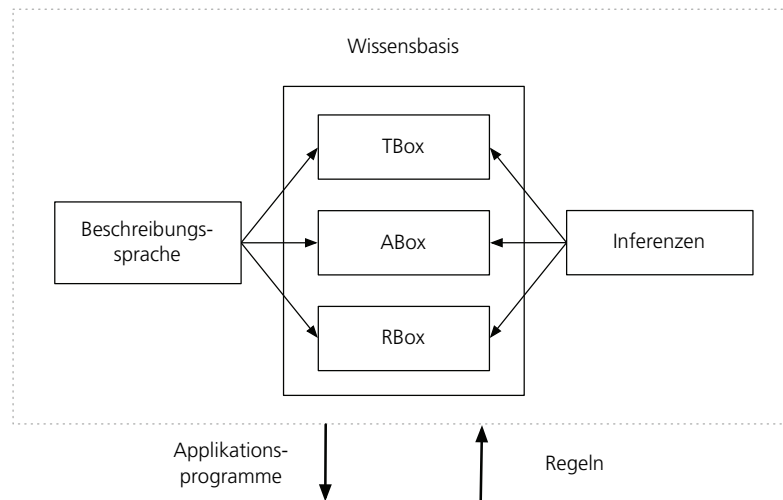 Wissensbasis
TBox
Beschreibungs-
sprache
ABox
Inferenzen
RBox
Applikations-
programme
Regeln